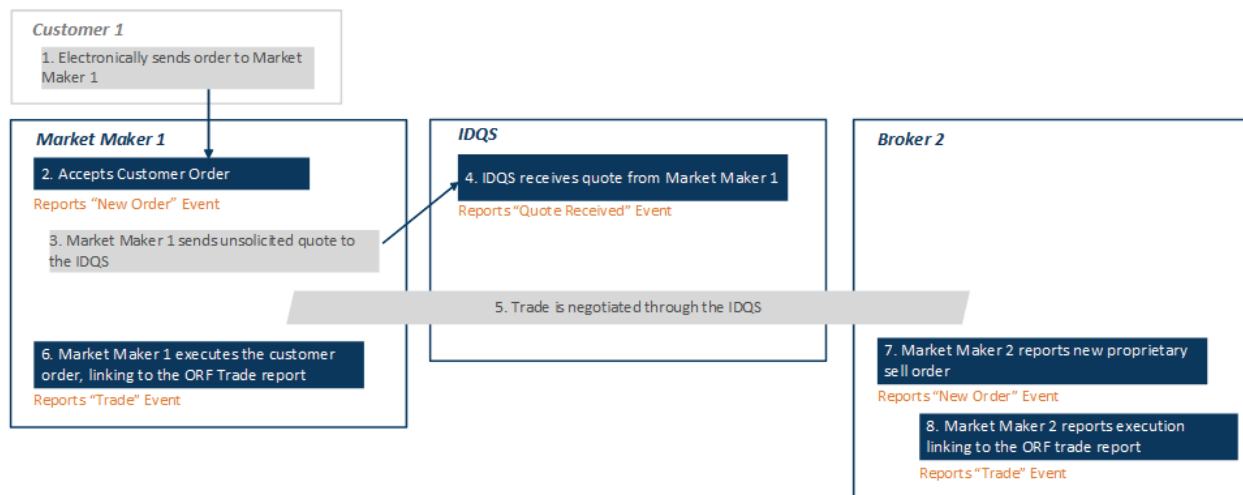 Customer 1
1. Electronically sends order to Market
Maker 1
Market Maker 1
2. Accepts Customer Order
Reports “New Order” Event
3. Market Maker 1 sends unsolicited quote to
the IDQS
IDQS
4. IDQS receives quote from Market Maker 1
Reports “Quote Received” Event
Broker 2
5. Trade is negotiated through the IDQS
6. Market Maker 1 executes the customer
order, linking to the ORF Trade report
Reports “Trade” Event
7. Market Maker 2 reports new proprietary
sell order
Reports “New Order” Event
8. Market Maker 2 reports execution
linking to the ORF trade report
Reports “Trade” Event